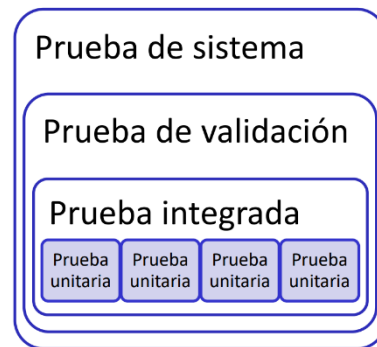 Prueba de sistema
Prueba de validación
Prueba integrada
Prueba
unitaria
Prueba
unitaria
Prueba
unitaria
Prueba
unitaria